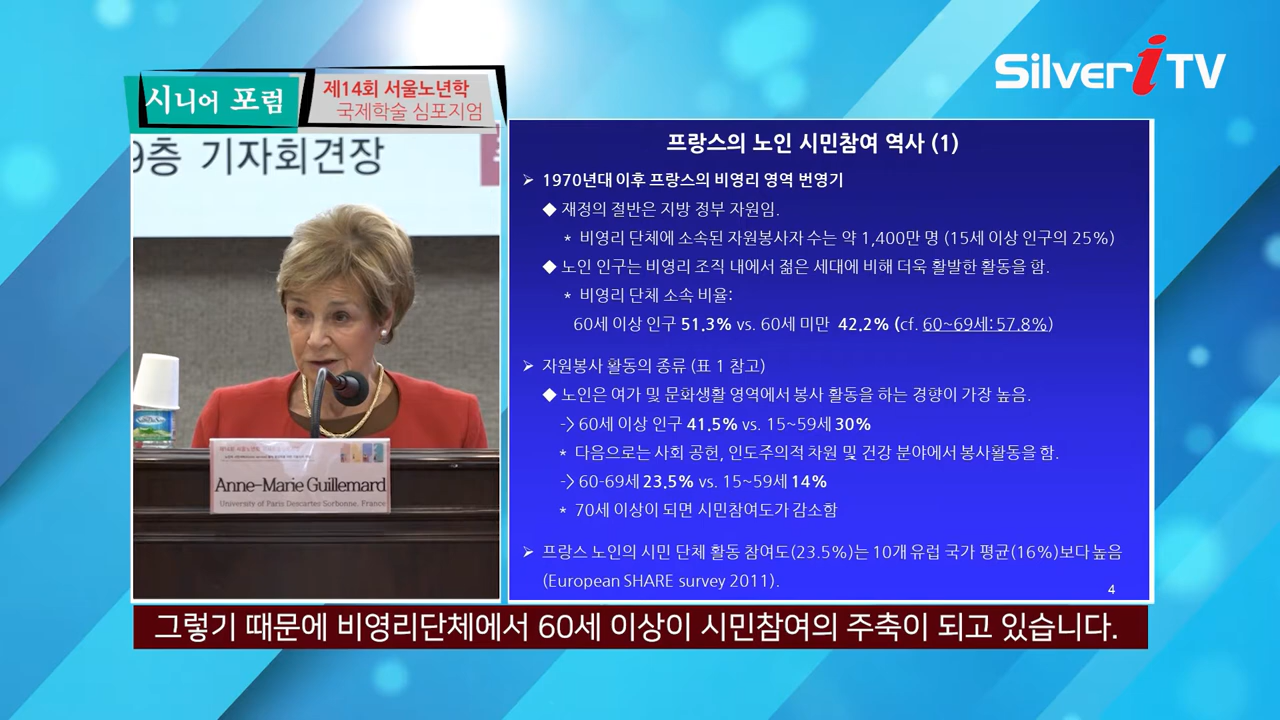 Silver i TV
시니어 포럼
제14회 서울노년학
국제학술 심포지엄
9층 기자회견장
제14회 서울노년학
Anne-Marie Guillemard
University of Paris Descartes Sorbonne, France
프랑스의 노인 시민참여 역사 (1)
➢ 1970년대 이후 프랑스의 비영리 영역 번영기
◆ 재정의 절반은 지방 정부 자원임.
* 비영리 단체에 소속된 자원봉사자 수는 약 1,400만 명 (15세 이상 인구의 25%)
◆ 노인 인구는 비영리 조직 내에서 젊은 세대에 비해 더욱 활발한 활동을 함.
* 비영리 단체 소속 비율:
60세 이상 인구 51.3% vs. 60세 미만 42.2% (cf. 60~69세: 57.8%)
➢ 자원봉사 활동의 종류 (표 1 참고)
◆ 노인은 여가 및 문화생활 영역에서 봉사 활동을 하는 경향이 가장 높음.
-> 60세 이상 인구 41.5% vs. 15~59세 30%
* 다음으로는 사회 공헌, 인도주의적 차원 및 건강 분야에서 봉사활동을 함.
-> 60-69세 23.5% vs. 15~59세 14%
* 70세 이상이 되면 시민참여도가 감소함
➢ 프랑스 노인의 시민 단체 활동 참여도(23.5%)는 10개 유럽 국가 평균(16%)보다 높음
(European SHARE survey 2011).
4
그렇기 때문에 비영리단체에서 60세 이상이 시민참여의 주축이 되고 있습니다.